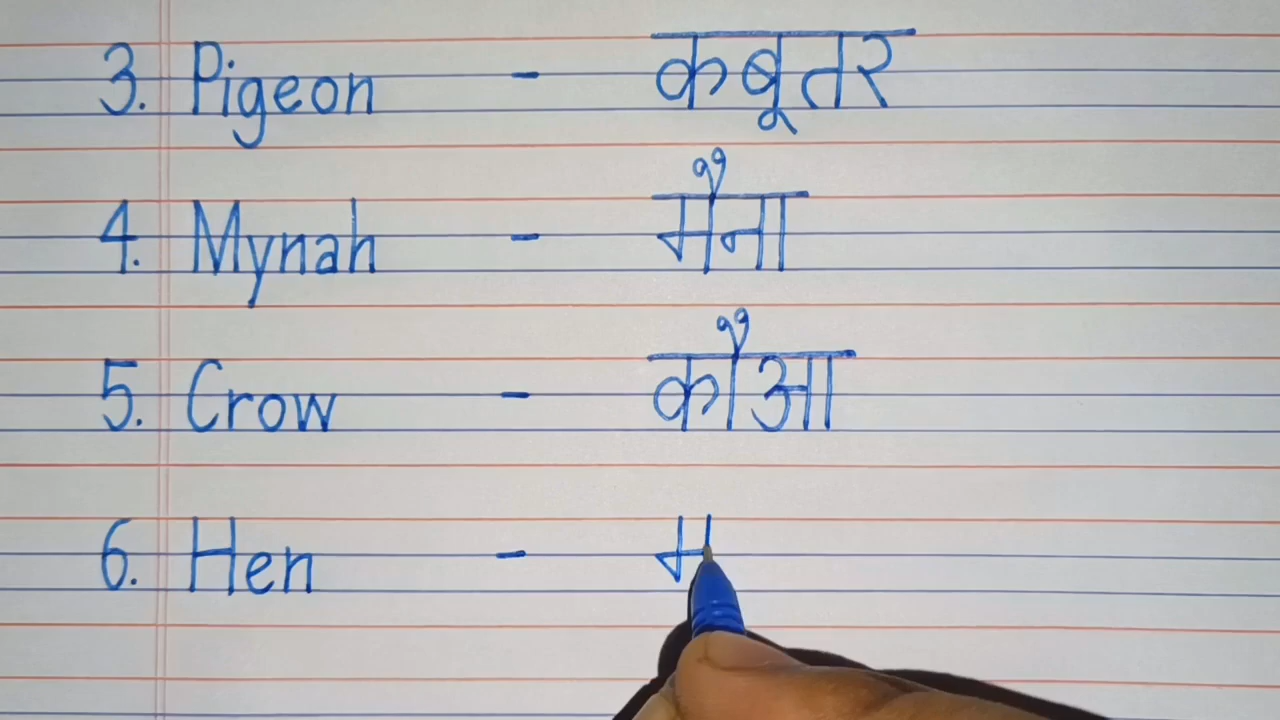 3. Pigeon - कबूतर
4. Mynah - मैना
5. Crow - कौआ
6. Hen - म